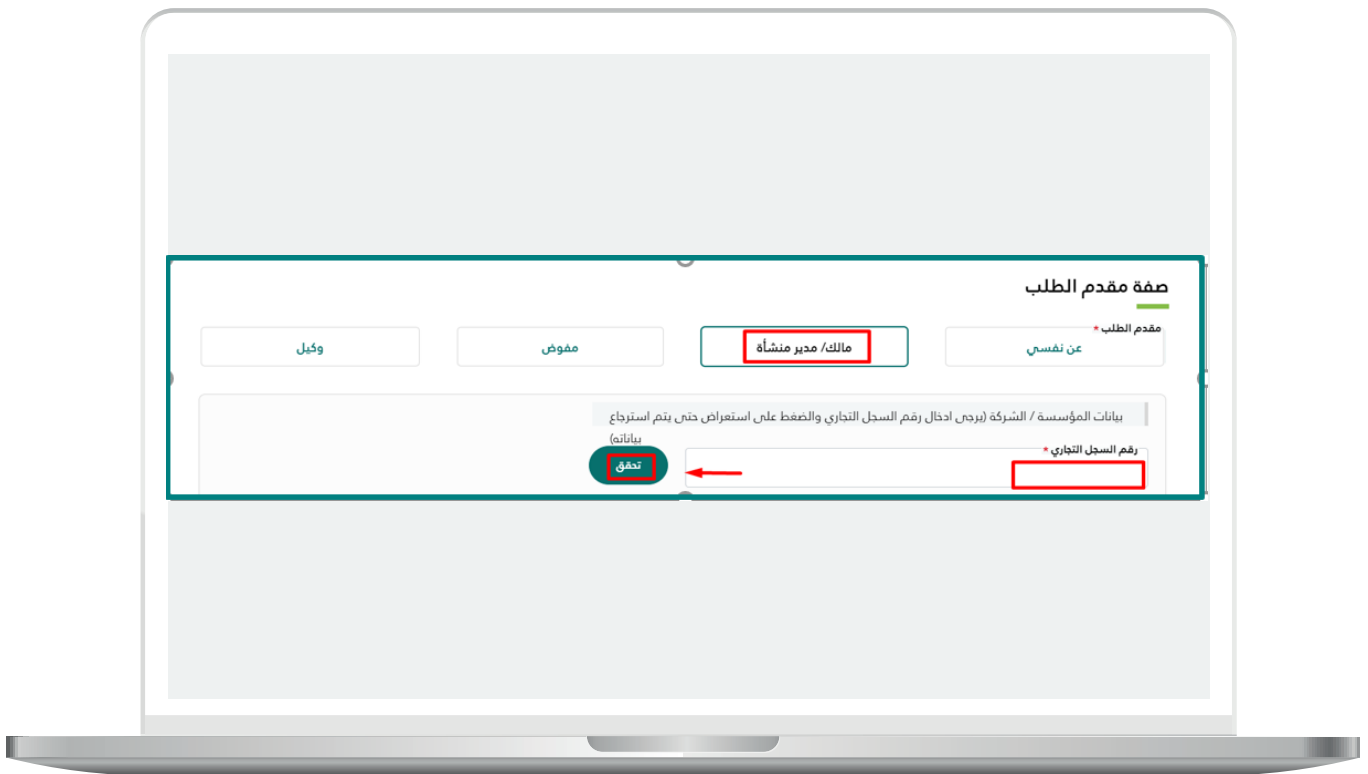 صفة مقدم الطلب
مقدم الطلب *
عن نفسي
مالك/ مدير منشأة
مفوض
وكيل
بيانات المؤسسة / الشركة (يرجى ادخال رقم السجل التجاري والضغط على استعراض حتى يتم استرجاع
بياناته)
رقم السجل التجاري *
تحقق